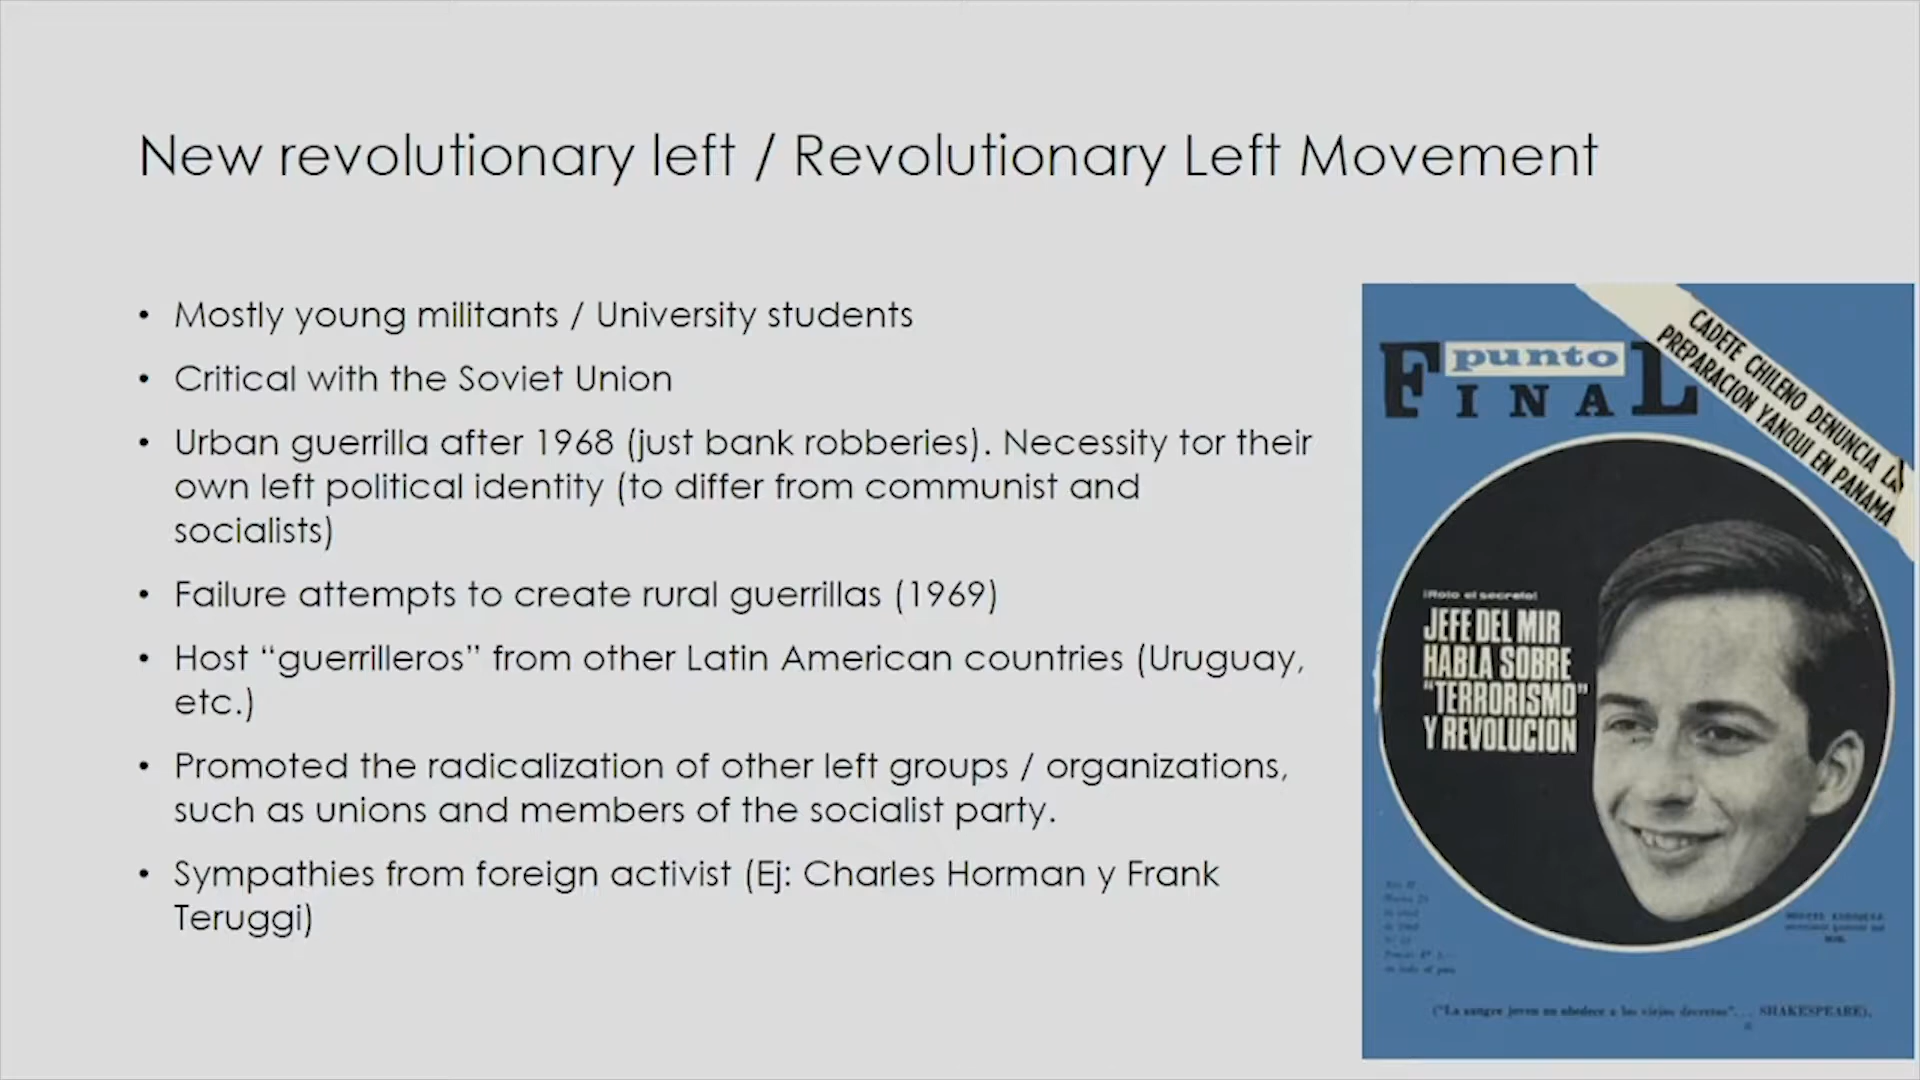 New revolutionary left / Revolutionary Left Movement
• Mostly young militants / University students
• Critical with the Soviet Union
• Urban guerrilla after 1968 (just bank robberies). Necessity tor their
own left political identity (to differ from communist and
socialists)
• Failure attempts to create rural guerrillas (1969)
• Host “guerrilleros” from other Latin American countries (Uruguay,
etc.)
• Promoted the radicalization of other left groups / organizations,
such as unions and members of the socialist party.
• Sympathies from foreign activist (Ej: Charles Horman y Frank
Teruggi)
CADETE CHILENO DENUNCIA LA
PREPARACION YANQUI EN PANAMA
punto
FINAL
¡Roto el secreto!
JEFE DEL MIR
HABLA SOBRE
"TERRORISMO"
Y REVOLUCION
MIR.
("La sangre joven no obedece a los viejos decretos"... SHAKESPEARE).